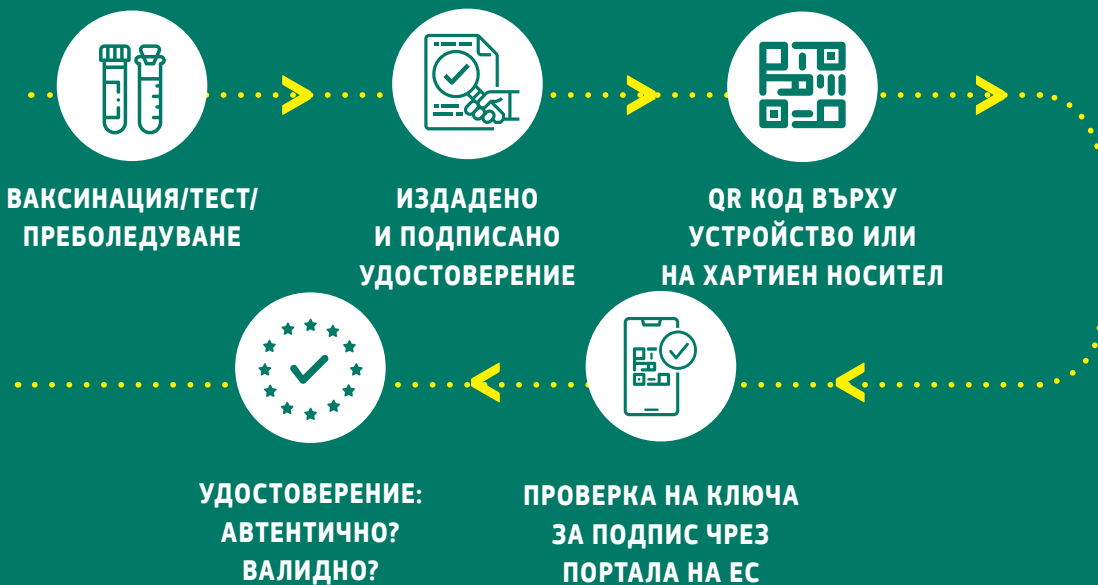 ВАКСИНАЦИЯ/ТЕСТ/
ПРЕБОЛЕДУВАНЕ
ИЗДАДЕНО
И ПОДПИСАНО
УДОСТОВЕРЕНИЕ
QR КОД ВЪРХУ
УСТРОЙСТВО ИЛИ
НА ХАРТИЕН НОСИТЕЛ
ПРОВЕРКА НА КЛЮЧА
ЗА ПОДПИС ЧРЕЗ
ПОРТАЛА НА ЕС
УДОСТОВЕРЕНИЕ:
АВТЕНТИЧНО?
ВАЛИДНО?